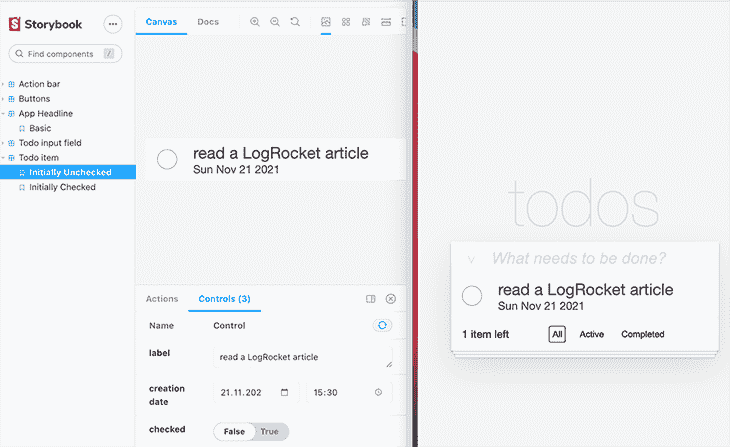 Storybook
Find components
/
Action bar
Buttons
App Headline
Basic
Todo input field
Todo item
Initially Unchecked
Initially Checked
Canvas
Docs
read a LogRocket article
Sun Nov 21 2021
Actions
Controls (3)
Name
Control
label
read a LogRocket article
creation
date
21.11.202
15:30
checked
False
True
todos
What needs to be done?
read a LogRocket article
Sun Nov 21 2021
1 item left
All
Active
Completed